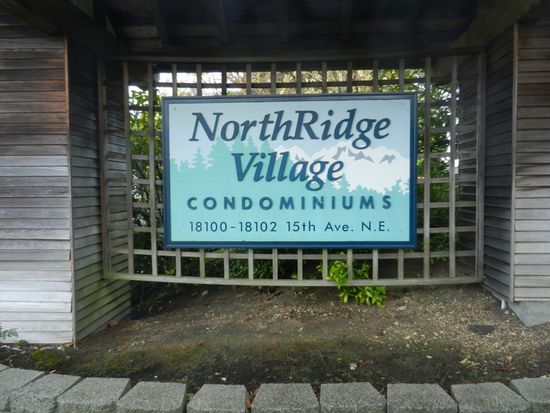 NorthRidge
Village
CONDOMINIUMS
18100-18102 15th Ave. N.E.